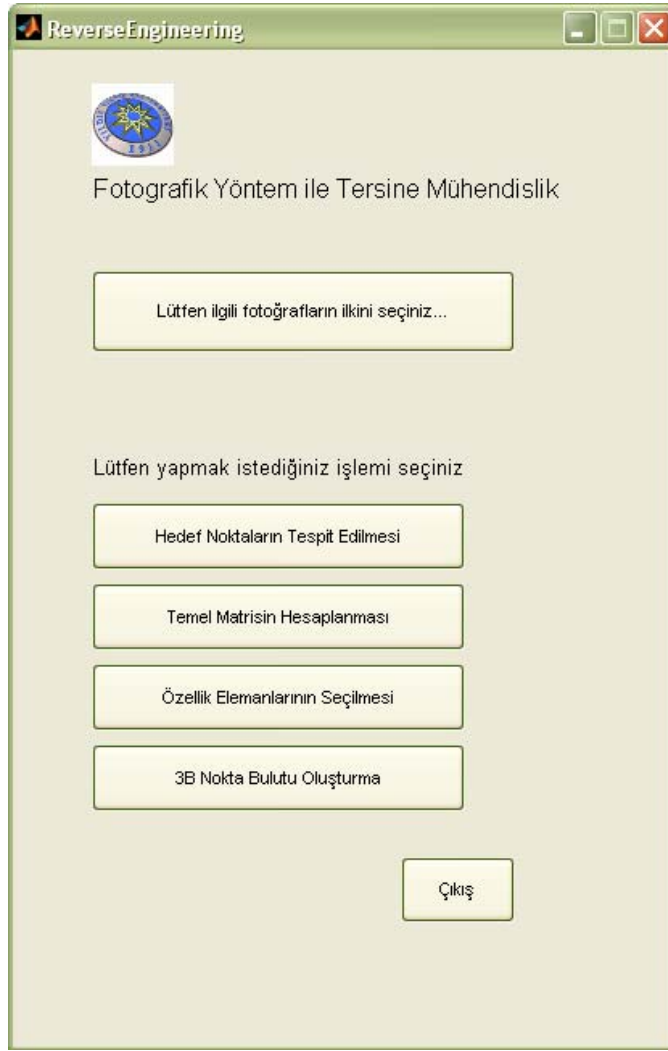 ReverseEngineering
1911
Fotografik Yöntem ile Tersine Mühendislik
Lütfen ilgili fotoğrafların ilkini seçiniz...
Lütfen yapmak istediğiniz işlemi seçiniz
Hedef Noktaların Tespit Edilmesi
Temel Matrisin Hesaplanması
Özellik Elemanlarının Seçilmesi
3B Nokta Bulutu Oluşturma
Çıkış